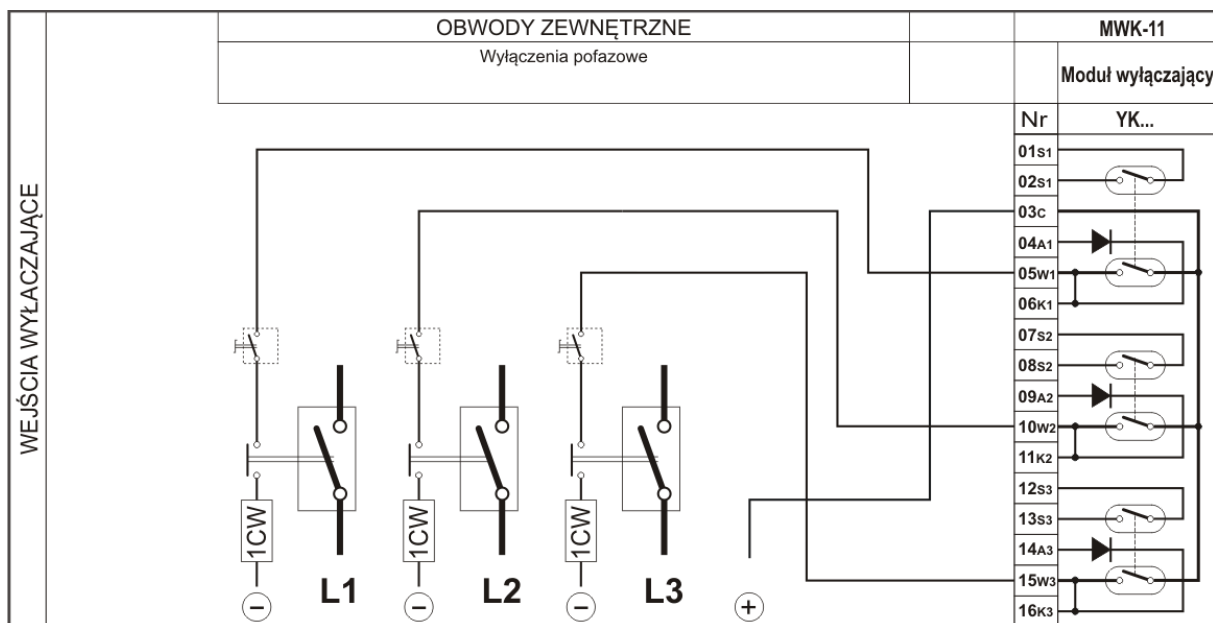 OBWODY ZEWNĘTRZNE
MWK-11
Wyłączenia pofazowe
Moduł wyłączający
Nr
YK...
WEJŚCIA WYŁACZAJĄCE
01S1
02S1
03C
04A1
05W1
06K1
07S2
08S2
09A2
10W2
11K2
12S3
13S3
14A3
15W3
16K3
1CW
1CW
1CW
L1
L2
L3
−
−
−
+